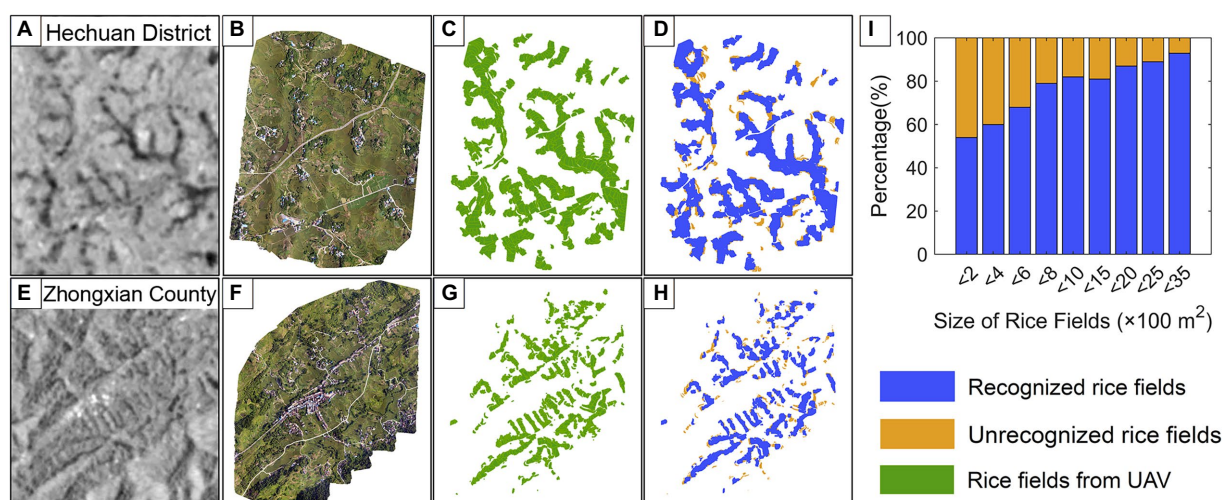 A Hechuan District
B
C
D
I
100
80
60
40
20
0
Percentage(%)
<2 <4 <6 <8 <10 <15 <20 <25 <35
Size of Rice Fields (×100 m²)
E Zhongxian County
F
G
H
Recognized rice fields
Unrecognized rice fields
Rice fields from UAV